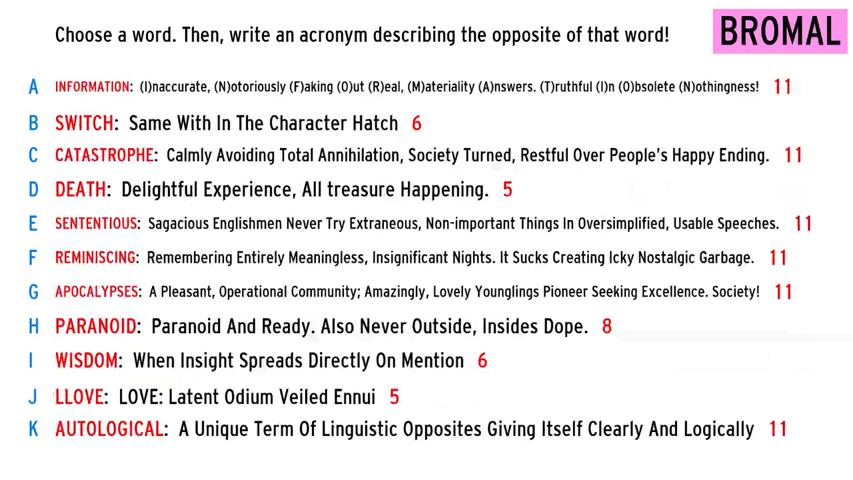 Choose a word. Then, write an acronym describing the opposite of that word!
BROMAL
A INFORMATION: (I)naccurate, (N)otoriously (F)aking (O)ut (R)eal, (M)ateriality (A)nswers. (T)ruthful (I)n (O)bsolete (N)othingness! 11
B SWITCH: Same With In The Character Hatch 6
C CATASTROPHE: Calmly Avoiding Total Annihilation, Society Turned, Restful Over People's Happy Ending. 11
D DEATH: Delightful Experience, All treasure Happening. 5
E SENTENTIOUS: Sagacious Englishmen Never Try Extraneous, Non-important Things In Oversimplified, Usable Speeches. 11
F REMINISCING: Remembering Entirely Meaningless, Insignificant Nights. It Sucks Creating Icky Nostalgic Garbage. 11
G APOCALYPSES: A Pleasant, Operational Community; Amazingly, Lovely Younglings Pioneer Seeking Excellence. Society! 11
H PARANOID: Paranoid And Ready. Also Never Outside, Insides Dope. 8
I WISDOM: When Insight Spreads Directly On Mention 6
J LLOVE: LOVE: Latent Odium Veiled Ennui 5
K AUTOLOGICAL: A Unique Term Of Linguistic Opposites Giving Itself Clearly And Logically 11